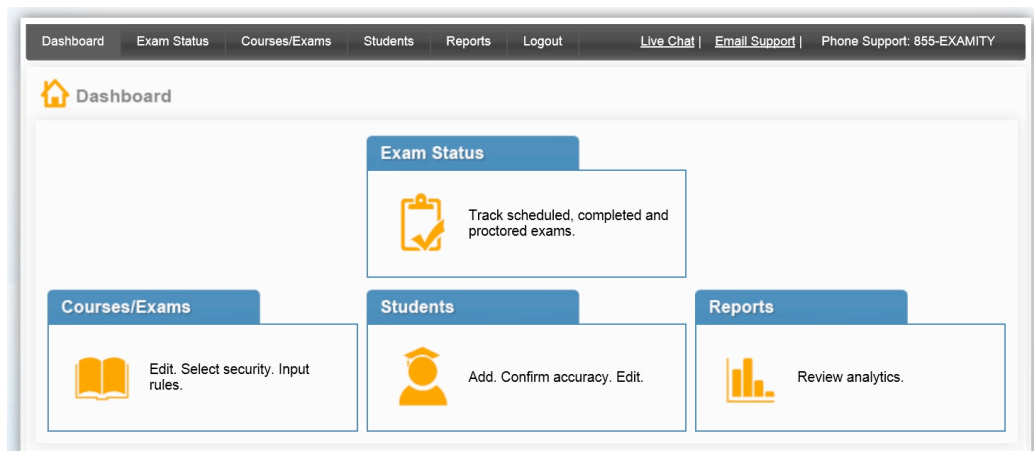 Dashboard Exam Status Courses/Exams Students Reports Logout Live Chat | Email Support | Phone Support: 855-EXAMITY
Dashboard
Exam Status
Track scheduled, completed and
proctored exams.
Courses/Exams
Edit. Select security. Input
rules.
Students
Add. Confirm accuracy. Edit.
Reports
Review analytics.